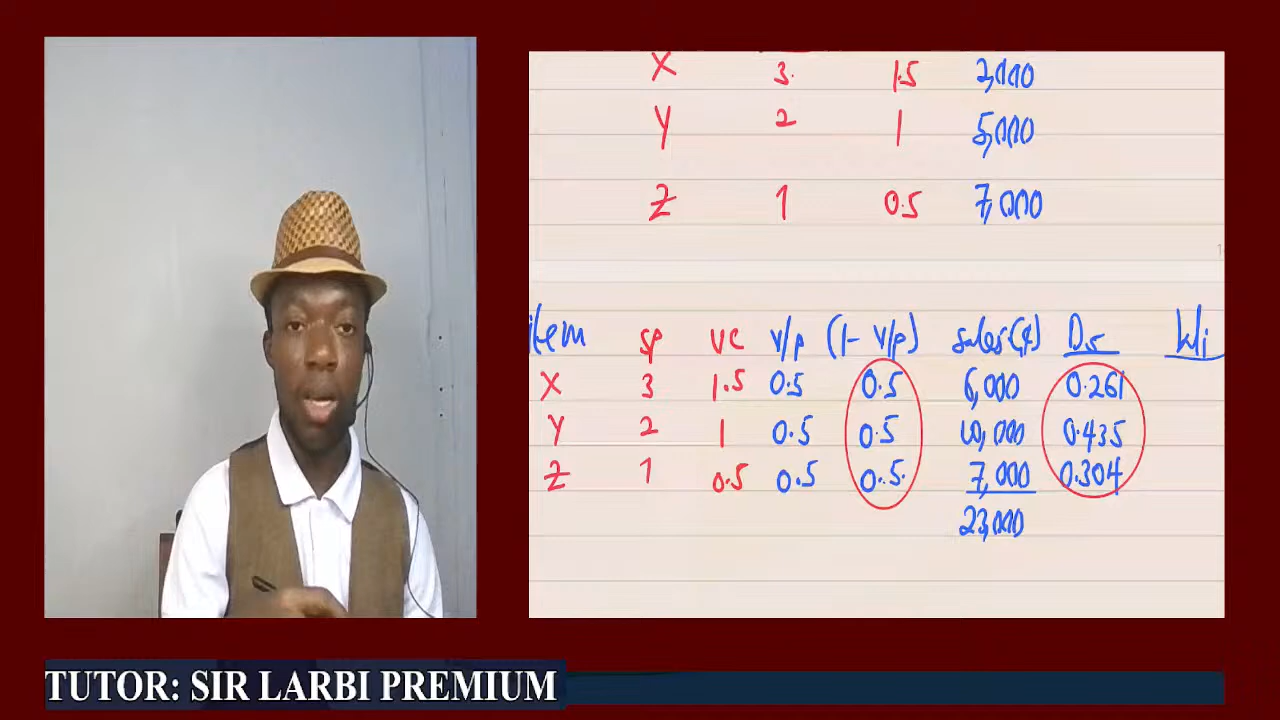 X 3 1.5 2,000
Y 2 1 5,000
Z 1 0.5 7,000
item SP VC V/P (1- V/P) Sales($) D.S Wi
X 3 1.5 0.5 0.5 6,000 0.261
Y 2 1 0.5 0.5 10,000 0.435
Z 1 0.5 0.5 0.5 7,000 0.304
23,000
TUTOR: SIR LARBI PREMIUM